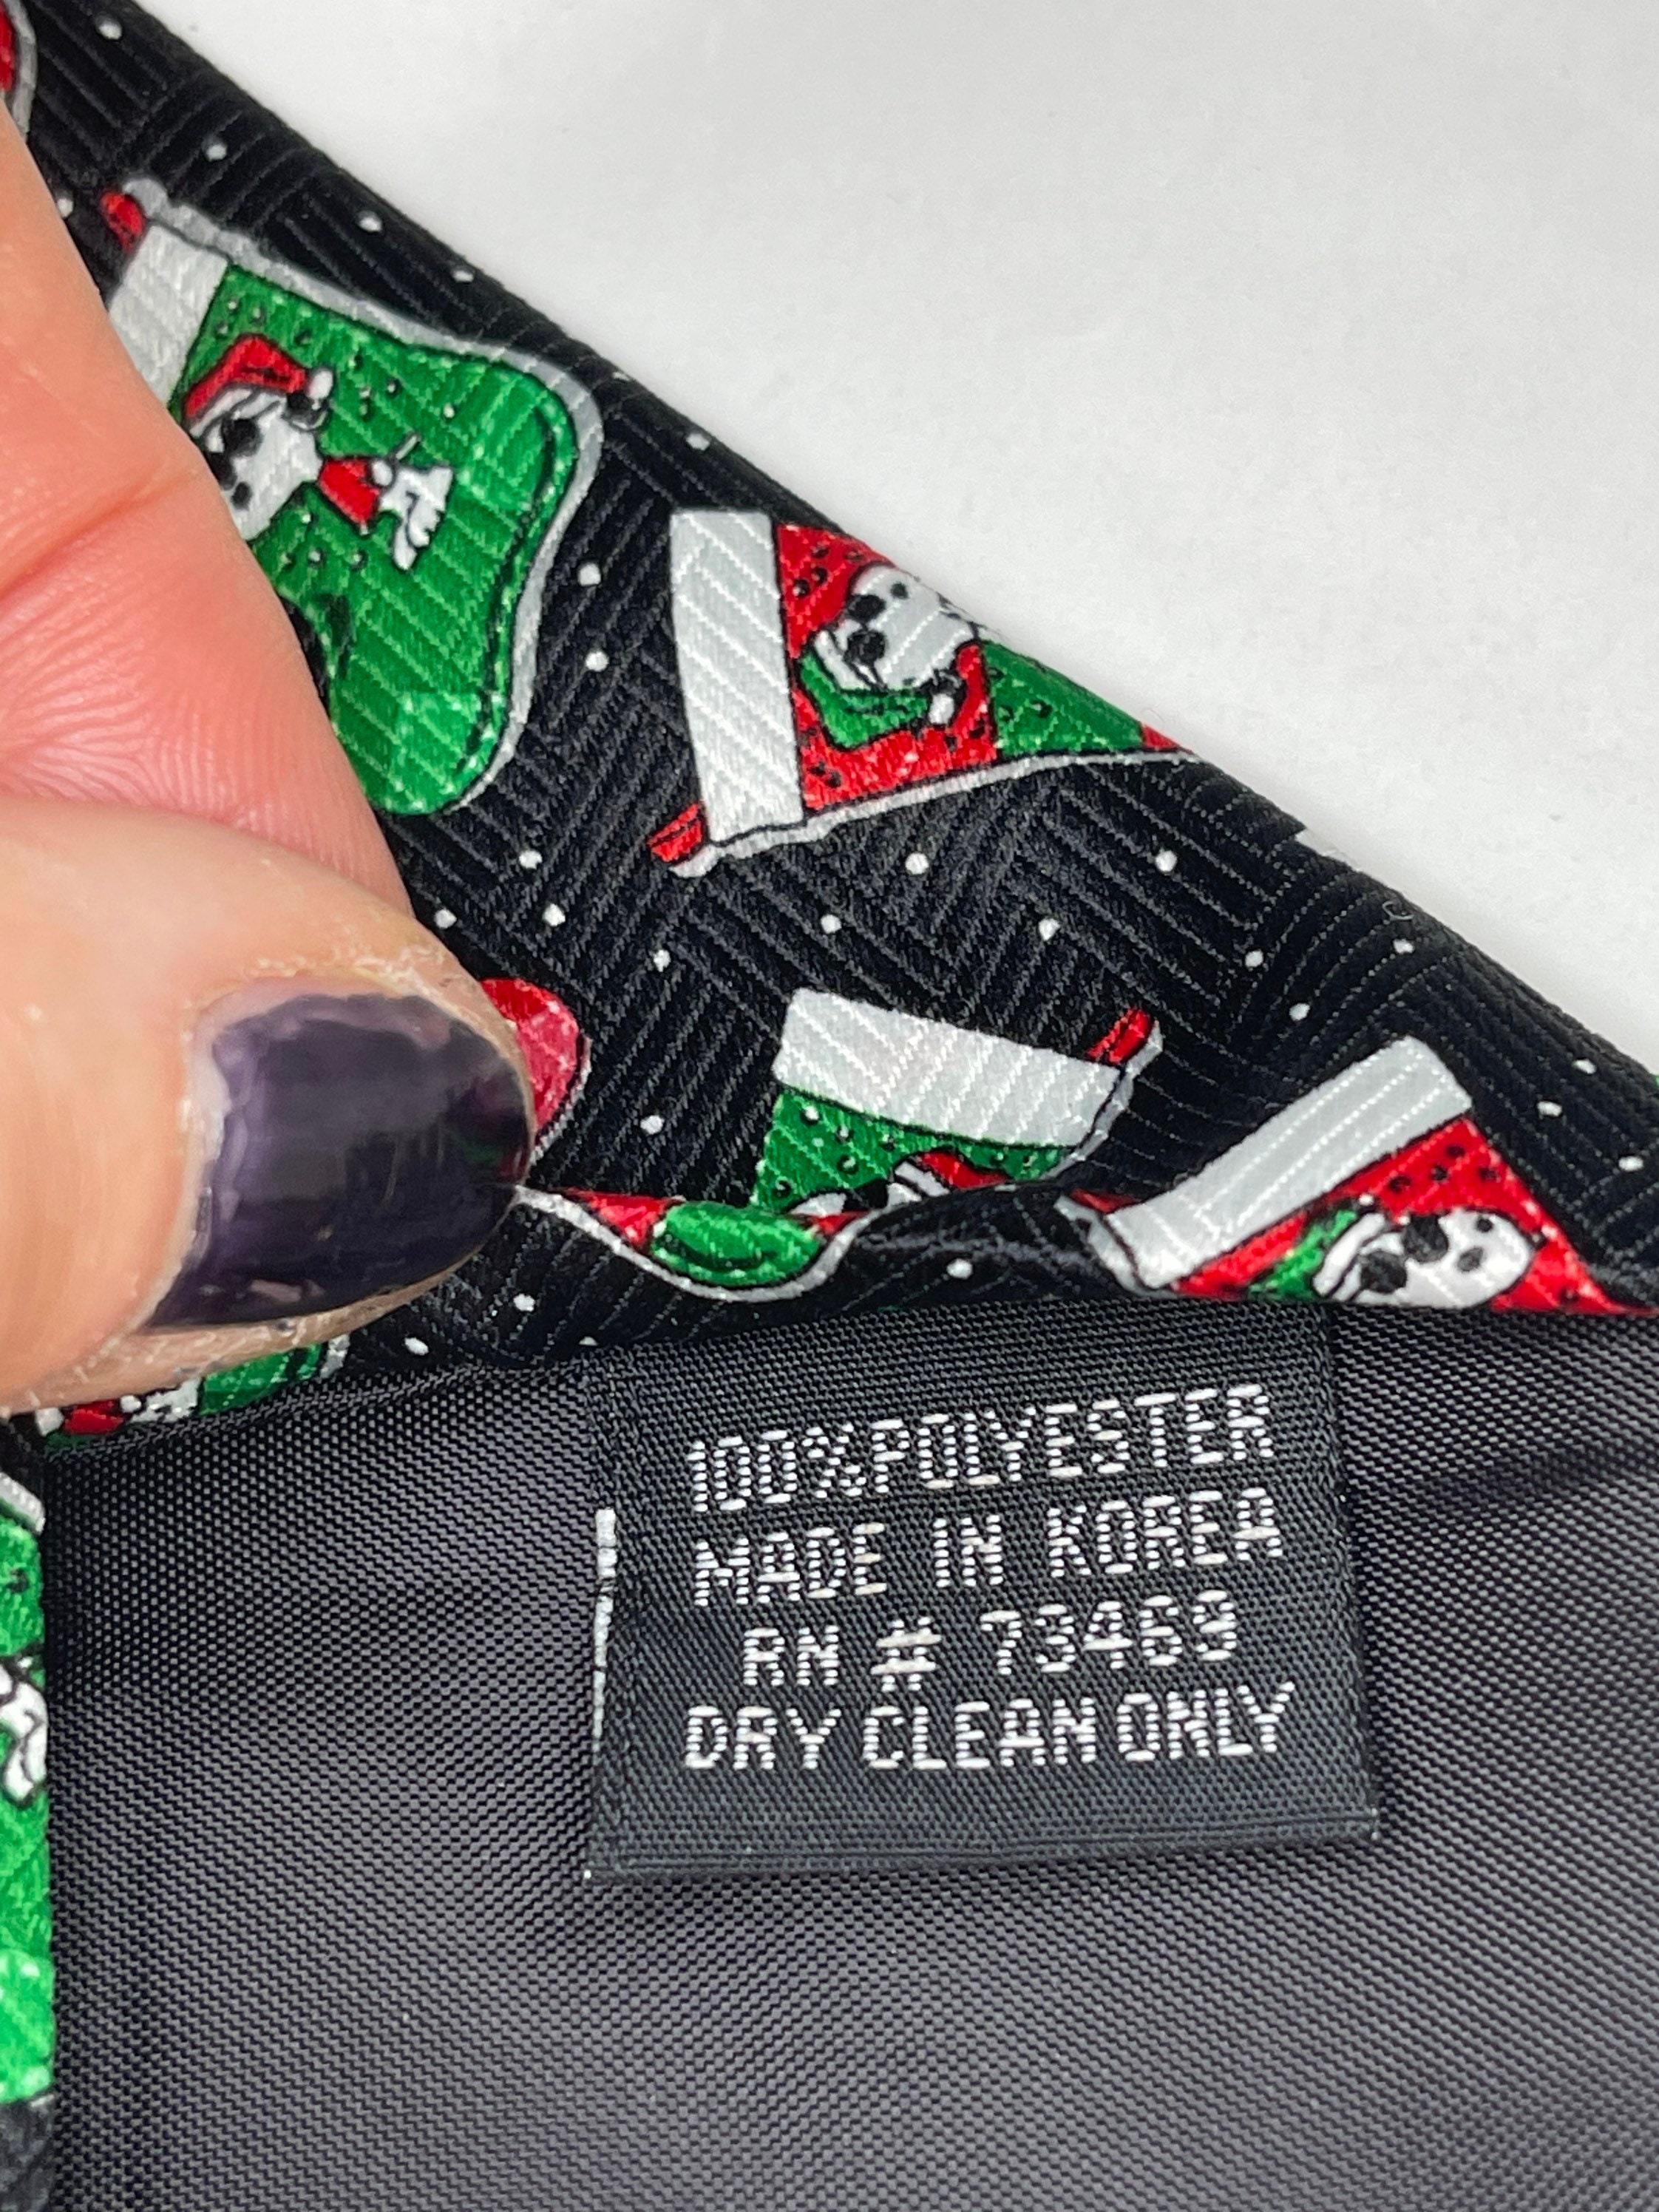 100%POLYESTER
MADE IN KOREA
RN # 73469
DRY CLEAN ONLY